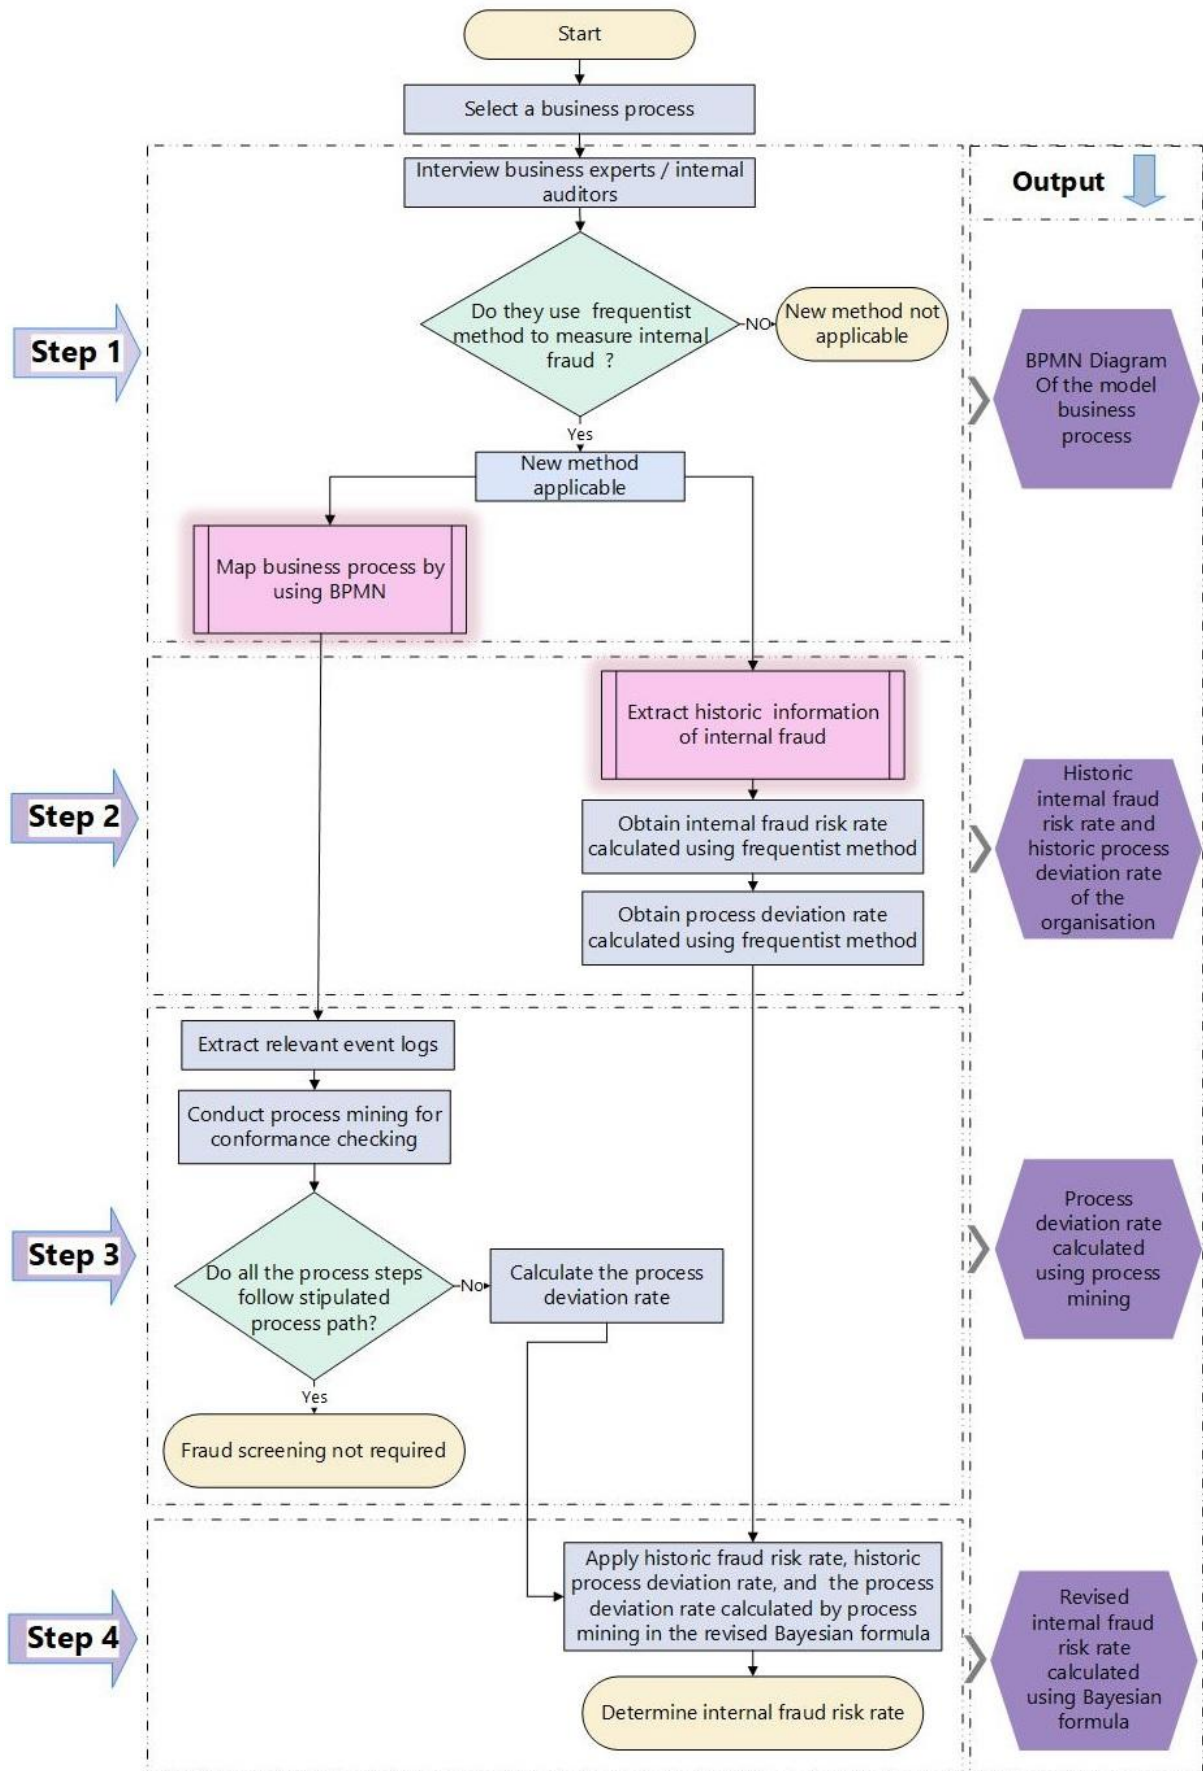 Start
Select a business process
Interview business experts / internal
auditors
Output
Step 1
Do they use frequentist
method to measure internal
fraud ?
NO
New method not
applicable
BPMN Diagram
Of the model
business
process
Yes
New method
applicable
Map business process by
using BPMN
Step 2
Extract historic information
of internal fraud
Obtain internal fraud risk rate
calculated using frequentist method
Obtain process deviation rate
calculated using frequentist method
Historic
internal fraud
risk rate and
historic process
deviation rate
of the
organisation
Step 3
Extract relevant event logs
Conduct process mining for
conformance checking
Do all the process steps
follow stipulated
process path?
No
Calculate the process
deviation rate
Yes
Fraud screening not required
Process
deviation rate
calculated
using process
mining
Step 4
Apply historic fraud risk rate, historic
process deviation rate, and the process
deviation rate calculated by process
mining in the revised Bayesian formula
Determine internal fraud risk rate
Revised
internal fraud
risk rate
calculated
using Bayesian
formula